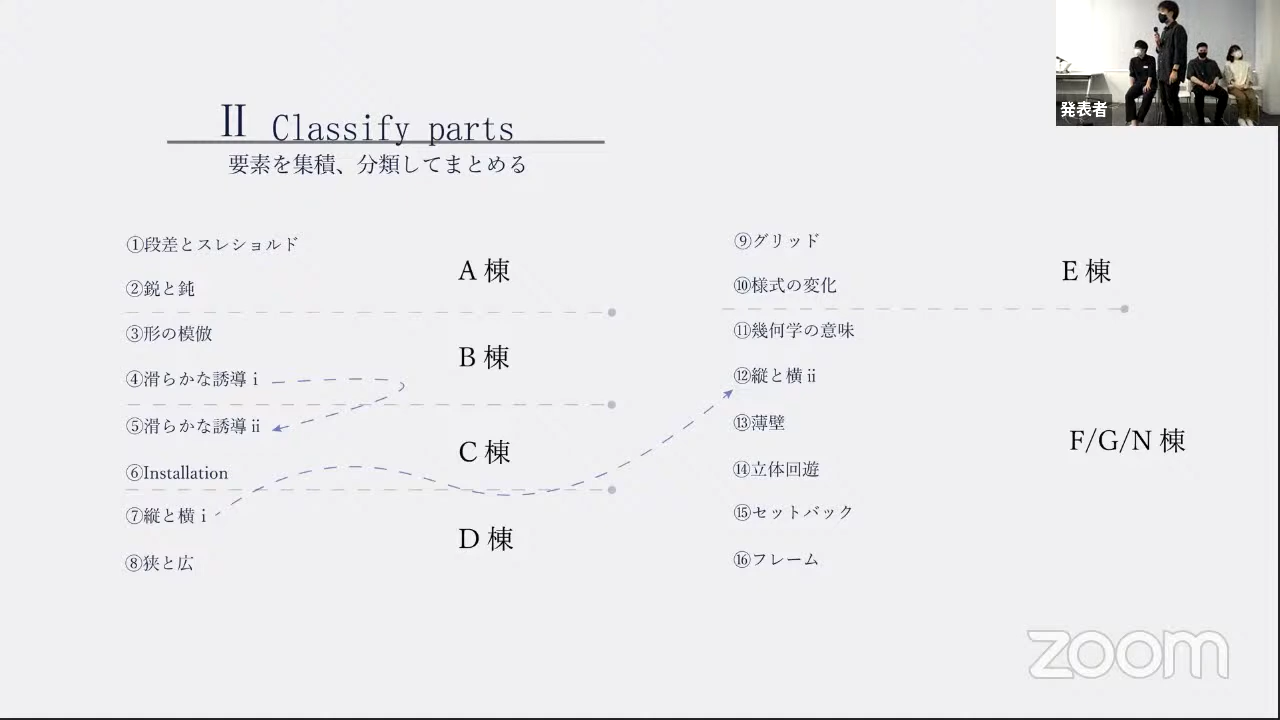 Ⅱ Classify parts
要素を集積、分類してまとめる
①段差とスレショルド
②鋭と鈍
A 棟
③形の模倣
④滑らかな誘導ⅰ
B 棟
⑤滑らかな誘導ⅱ
⑥Installation
C 棟
⑦縦と横ⅰ
⑧狭と広
D 棟
⑨グリッド
⑩様式の変化
E 棟
⑪幾何学の意味
⑫縦と横ⅱ
⑬薄壁
⑭立体回遊
⑮セットバック
⑯フレーム
F/G/N 棟
発表者
zoom